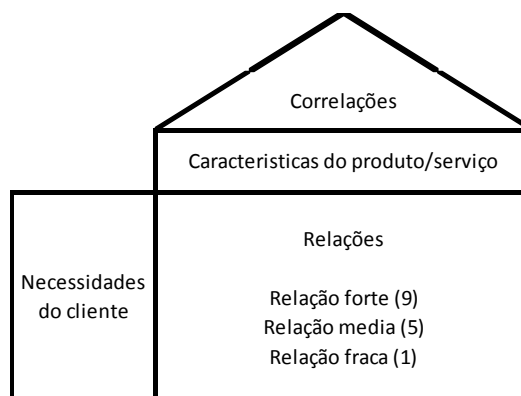 Correlações
Caracteristicas do produto/serviço
Relações
Necessidades
do cliente
Relação forte (9)
Relação media (5)
Relação fraca (1)